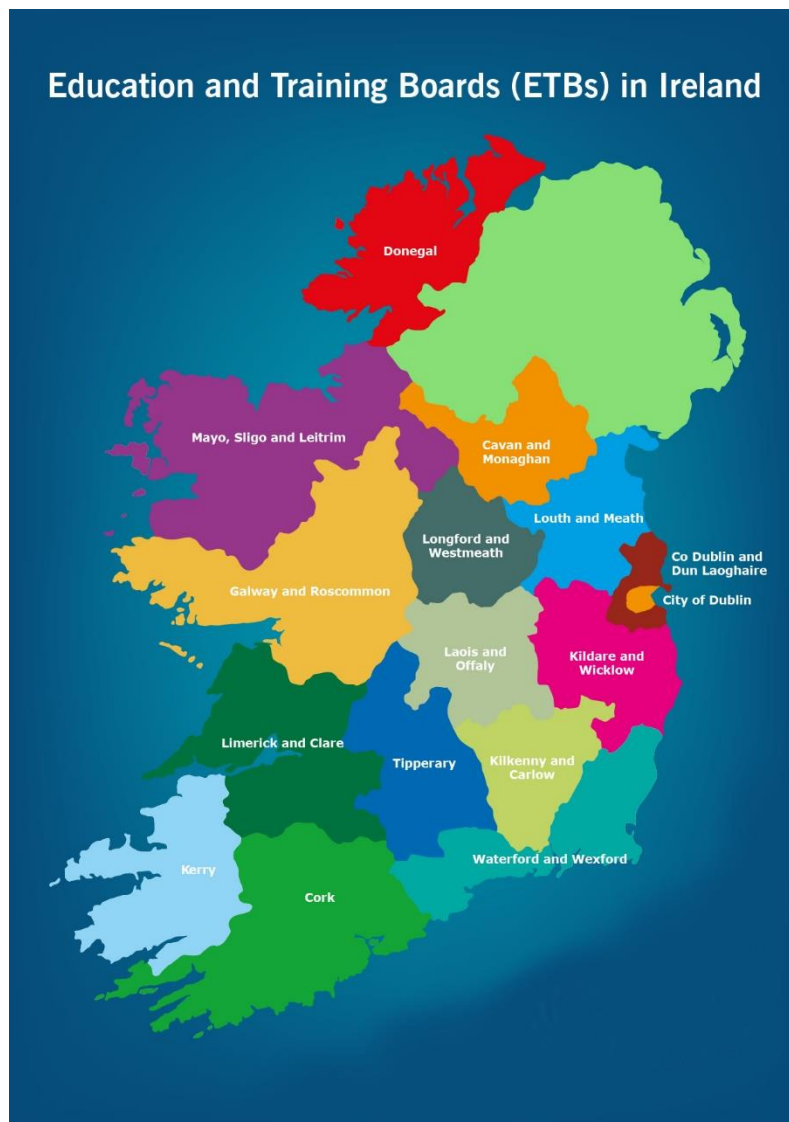 Education and Training Boards (ETBs) in Ireland
Donegal
Mayo, Sligo and Leitrim
Cavan and
Monaghan
Louth and Meath
Longford and
Westmeath
Co Dublin and
Dun Laoghaire
City of Dublin
Galway and Roscommon
Laois and
Offaly
Kildare and
Wicklow
Limerick and Clare
Tipperary
Kilkenny and
Carlow
Waterford and Wexford
Kerry
Cork